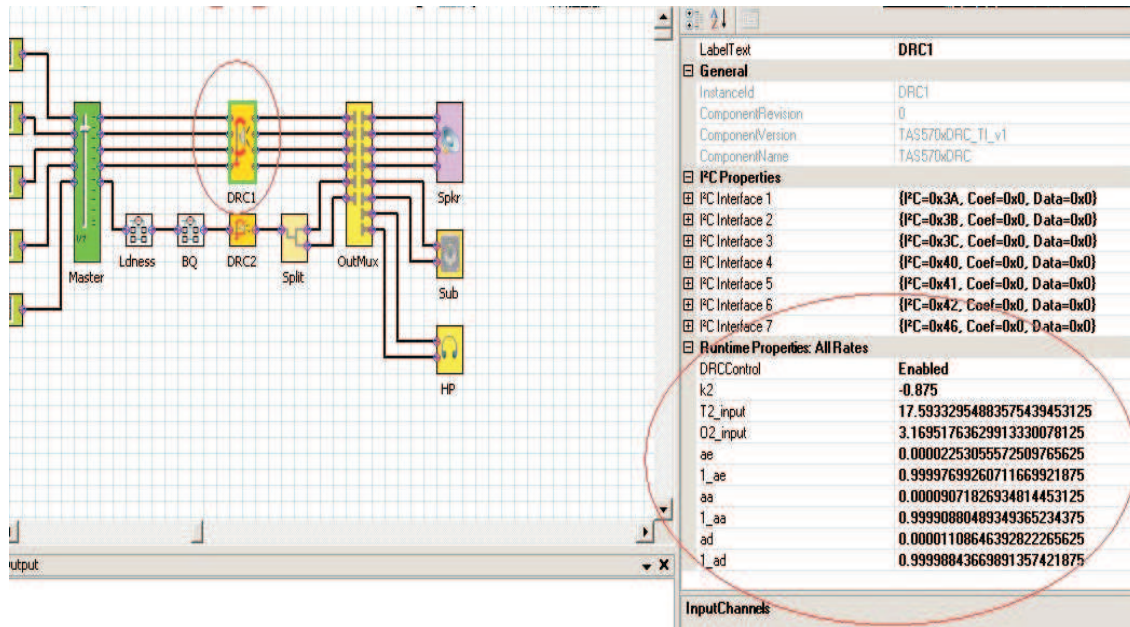 LabelText DRC1
General
InstanceId DRC1
ComponentRevision 0
ComponentVersion TAS570xDRC_TI_v1
ComponentName TAS570xDRC
I²C Properties
I²C Interface 1 {I²C=0x3A, Coef=0x0, Data=0x0}
I²C Interface 2 {I²C=0x3B, Coef=0x0, Data=0x0}
I²C Interface 3 {I²C=0x3C, Coef=0x0, Data=0x0}
I²C Interface 4 {I²C=0x40, Coef=0x0, Data=0x0}
I²C Interface 5 {I²C=0x41, Coef=0x0, Data=0x0}
I²C Interface 6 {I²C=0x42, Coef=0x0, Data=0x0}
I²C Interface 7 {I²C=0x46, Coef=0x0, Data=0x0}
Runtime Properties: All Rates
DRCControl Enabled
k2 -0.875
T2_input 17.59332954883575439453125
O2_input 3.16951763629913330078125
ae 0.00002253055572509765625
1_ae 0.99997699260711669921875
aa 0.00009071826934814453125
1_aa 0.99990880489349365234375
ad 0.00001108646392822265625
1_ad 0.99998843669891357421875
InputChannels
DRC1
Spkr
Master
Ldness
BQ
DRC2
Split
OutMux
Sub
HP
utput